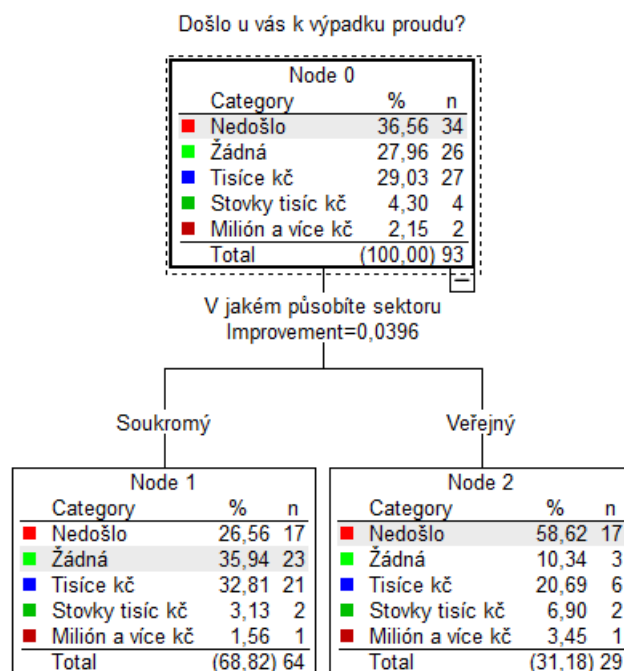 Došlo u vás k výpadku proudu?
Node 0
Category % n
Nedošlo 36,56 34
Žádná 27,96 26
Tisíce kč 29,03 27
Stovky tisíc kč 4,30 4
Milión a více kč 2,15 2
Total (100,00) 93
V jakém působíte sektoru
Improvement=0,0396
Soukromý Veřejný
Node 1
Category % n
Nedošlo 26,56 17
Žádná 35,94 23
Tisíce kč 32,81 21
Stovky tisíc kč 3,13 2
Milión a více kč 1,56 1
Total (68,82) 64
Node 2
Category % n
Nedošlo 58,62 17
Žádná 10,34 3
Tisíce kč 20,69 6
Stovky tisíc kč 6,90 2
Milión a více kč 3,45 1
Total (31,18) 29